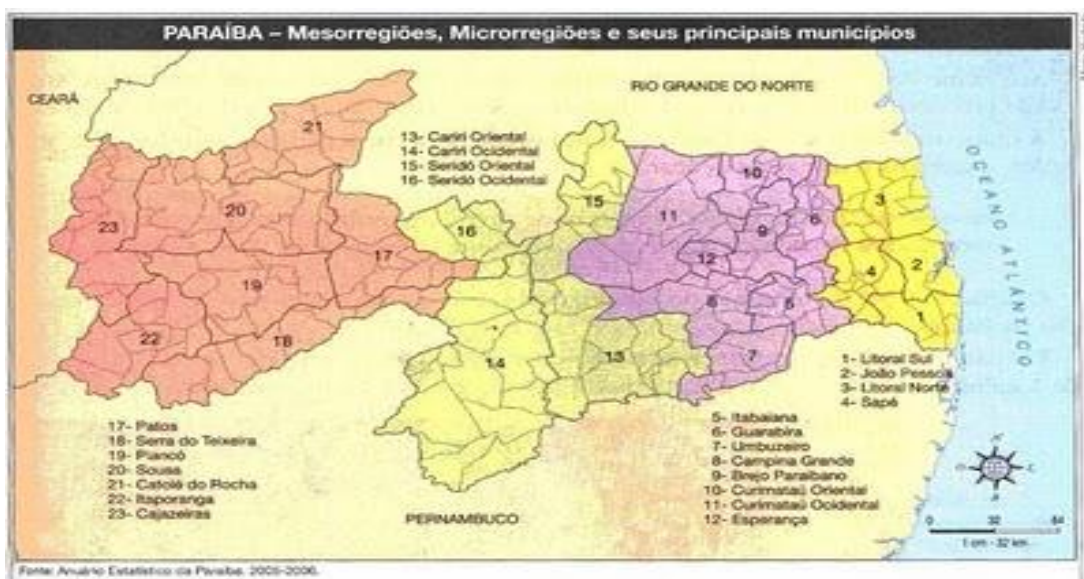 PARAÍBA – Mesorregiões, Microrregiões e seus principais municípios
CEARÁ
RIO GRANDE DO NORTE
13- Cariri Oriental
14- Cariri Ocidental
15- Seridó Oriental
16- Seridó Ocidental
21
10
15
11
6
3
23
20
16
9
17
12
4
2
19
8
5
1
22
18
14
13
7
OCEANO ATLÂNTICO
1- Litoral Sul
2- João Pessoa
3- Litoral Norte
4- Sapé
17- Patos
18- Serra do Teixeira
19- Piancó
20- Sousa
21- Catolé do Rocha
22- Itaporanga
23- Cajazeiras
5- Itabaiana
6- Guarabira
7- Umbuzeiro
8- Campina Grande
9- Brejo Paraibano
10- Curimataú Oriental
11- Curimataú Ocidental
12- Esperança
PERNAMBUCO
0 32 64
1 cm - 32 km
Fonte: Anuário Estatístico da Paraíba. 2005-2006.